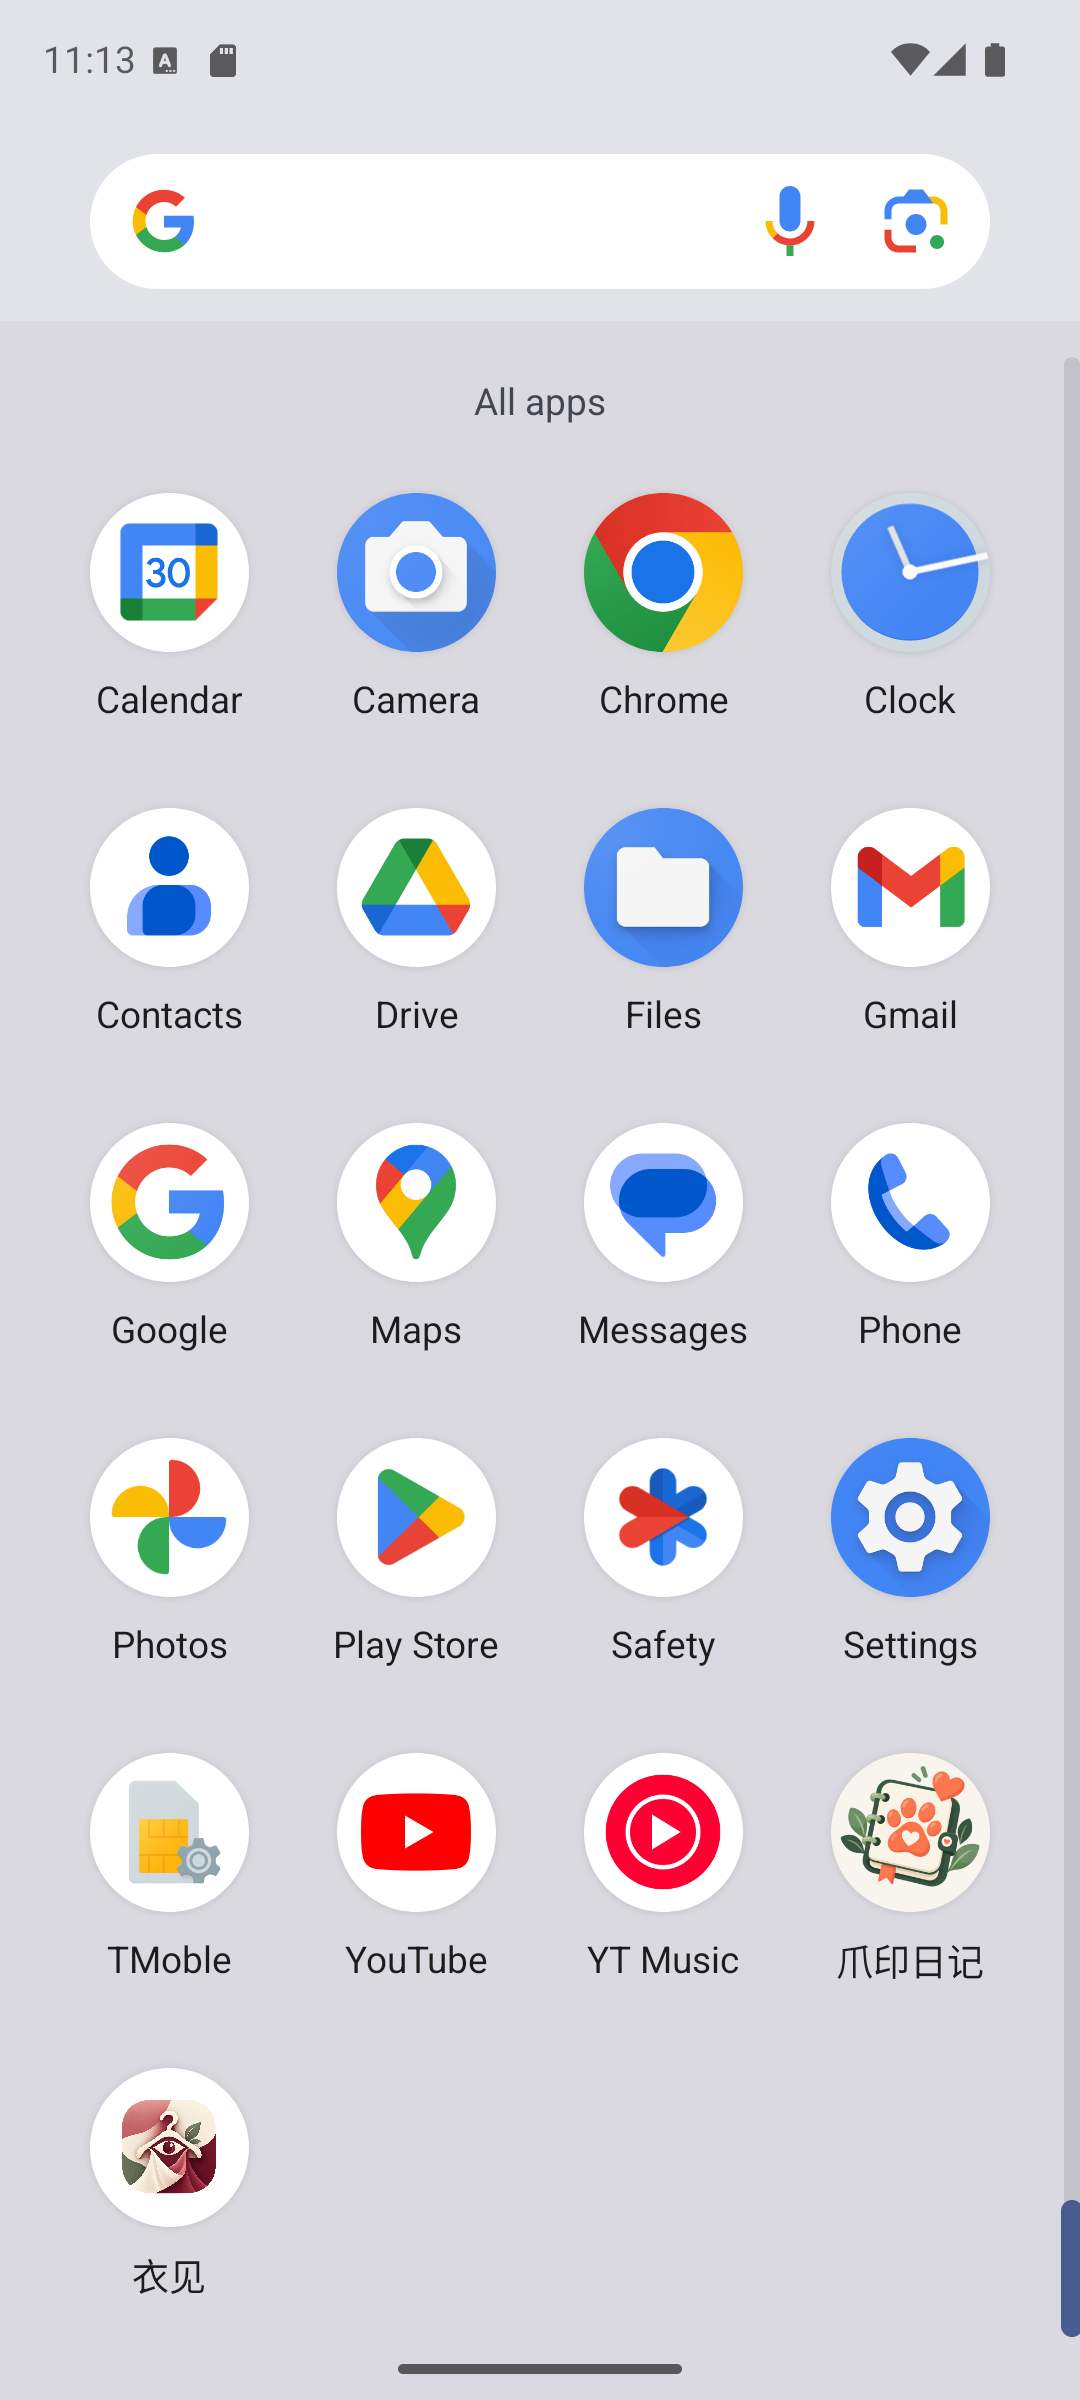 11:13
All apps
30
Calendar
Camera
Chrome
Clock
Contacts
Drive
Files
Gmail
Google
Maps
Messages
Phone
Photos
Play Store
Safety
Settings
TMoble
YouTube
YT Music
爪印日记
衣见